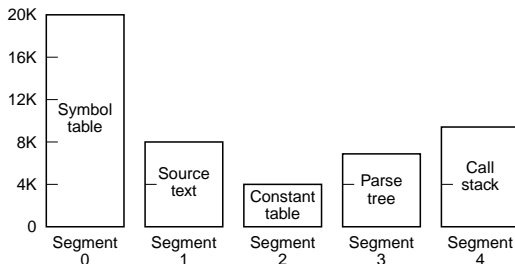 20K
16K
12K
8K
4K
0
Symbol
table
Segment
0
Source
text
Segment
1
Constant
table
Segment
2
Parse
tree
Segment
3
Call
stack
Segment
4